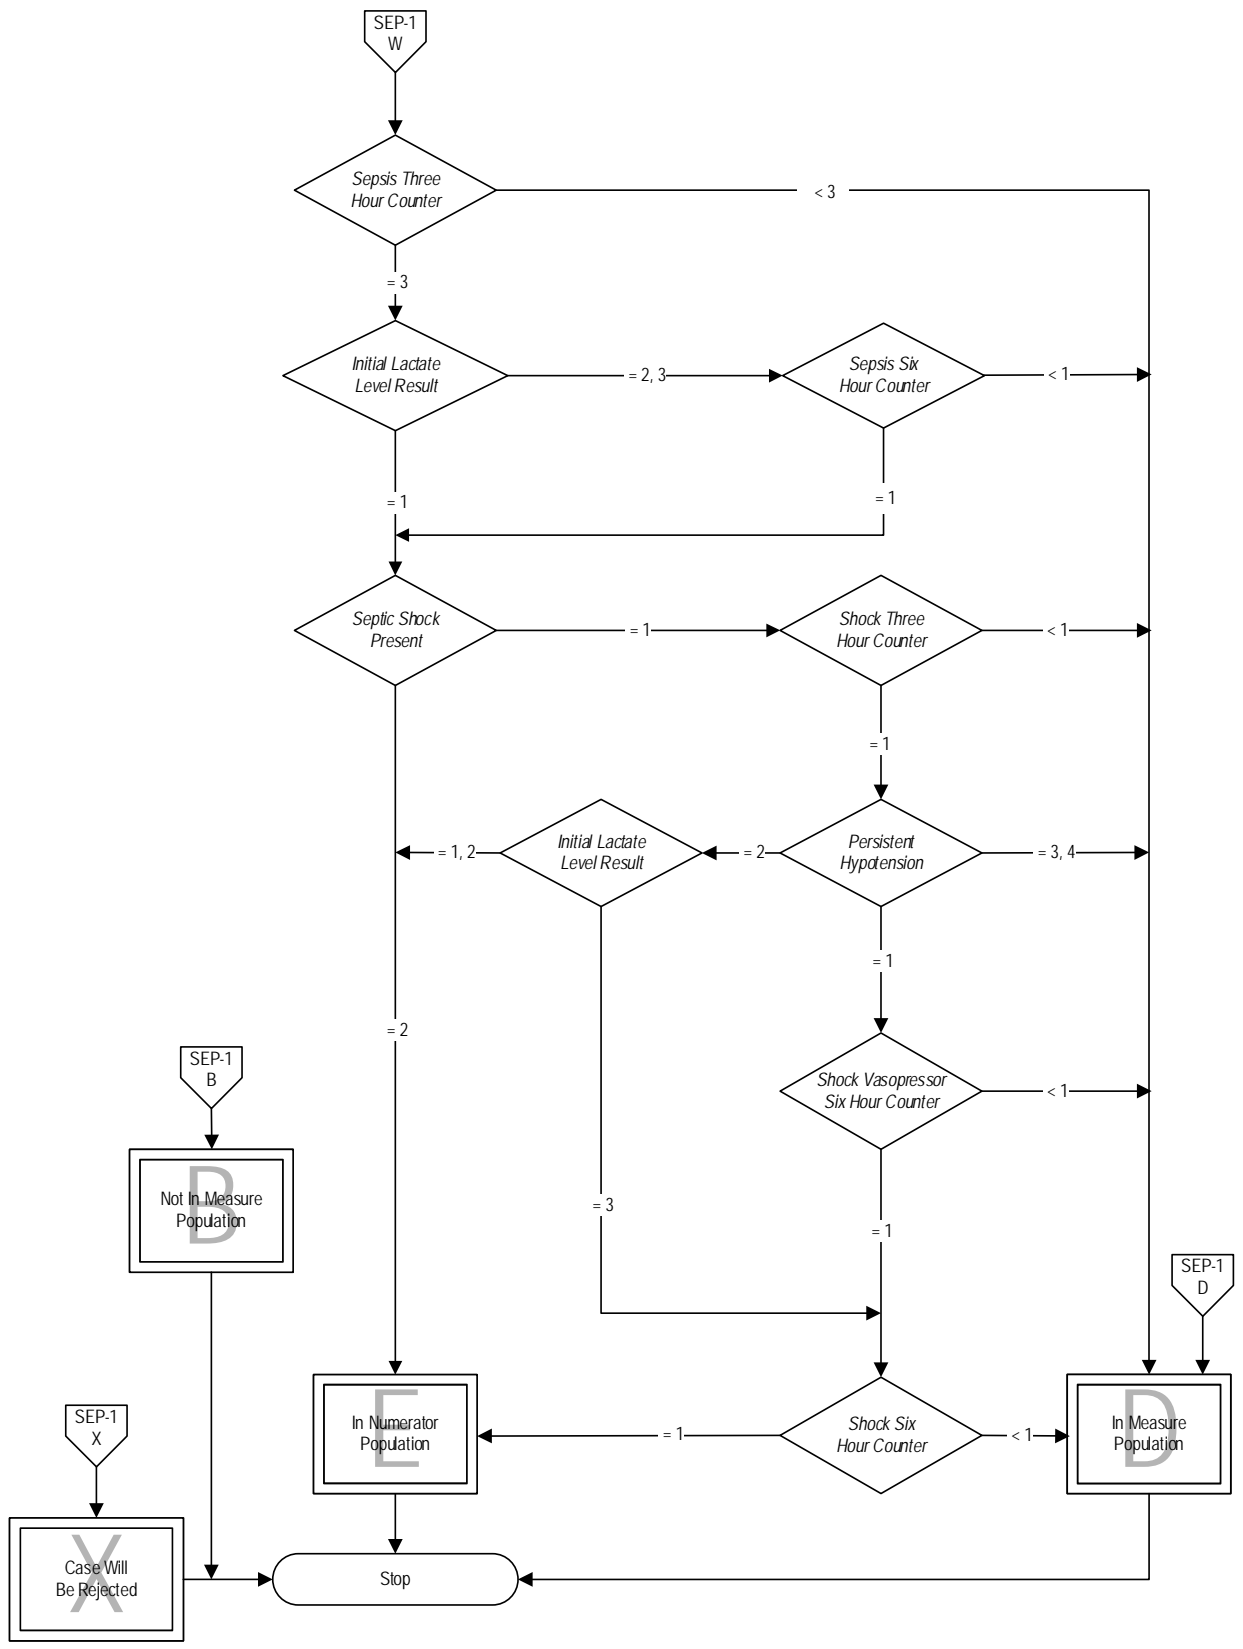 SEP-1
W
Sepsis Three
Hour Counter
< 3
= 3
Initial Lactate
Level Result
= 2, 3
Sepsis Six
Hour Counter
< 1
= 1
= 1
Septic Shock
Present
= 1
Shock Three
Hour Counter
< 1
= 1
Initial Lactate
Level Result
= 1, 2
= 2
Persistent
Hypotension
= 3, 4
= 1
= 2
Shock Vasopressor
Six Hour Counter
< 1
SEP-1
B
B
Not In Measure
Population
= 3
= 1
SEP-1
D
E
In Numerator
Population
= 1
Shock Six
Hour Counter
< 1
D
In Measure
Population
SEP-1
X
X
Case Will
Be Rejected
Stop